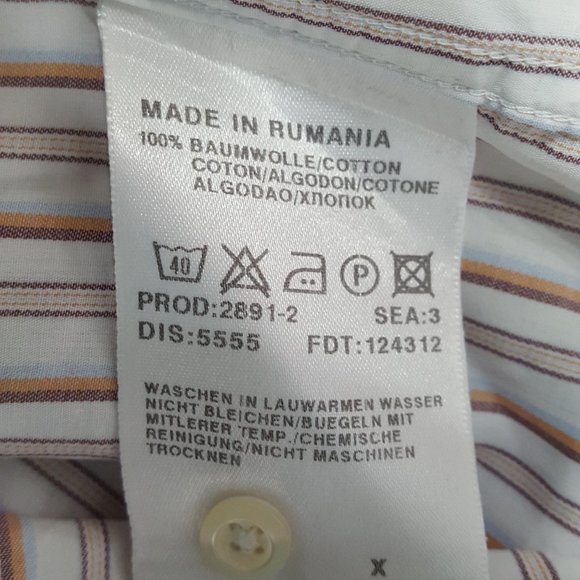 MADE IN RUMANIA
100% BAUMWOLLE/COTTON
COTON/ALGODON/COTONE
ALGODAO/ХЛОПОК
40 P
PROD:2891-2 SEA:3
DIS:5555 FDT:124312
WASCHEN IN LAUWARMEN WASSER
NICHT BLEICHEN/BUEGELN MIT
MITLERER TEMP./CHEMISCHE
REINIGUNG/NICHT MASCHINEN
TROCKNEN
X